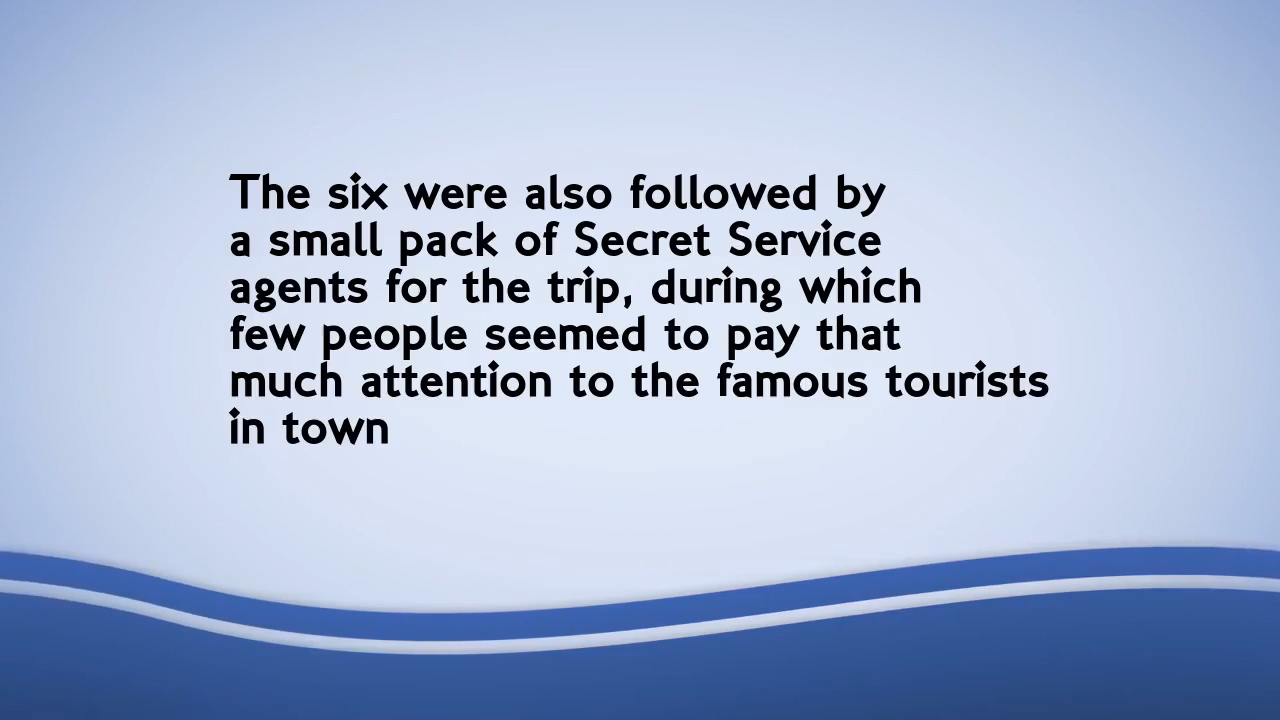 The six were also followed by
a small pack of Secret Service
agents for the trip, during which
few people seemed to pay that
much attention to the famous tourists
in town